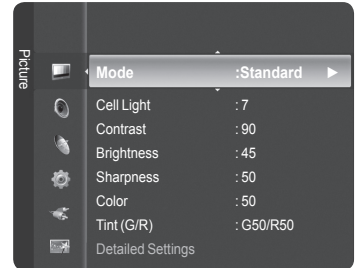 Picture
Mode :Standard
Cell Light : 7
Contrast : 90
Brightness : 45
Sharpness : 50
Color : 50
Tint (G/R) : G50/R50
Detailed Settings